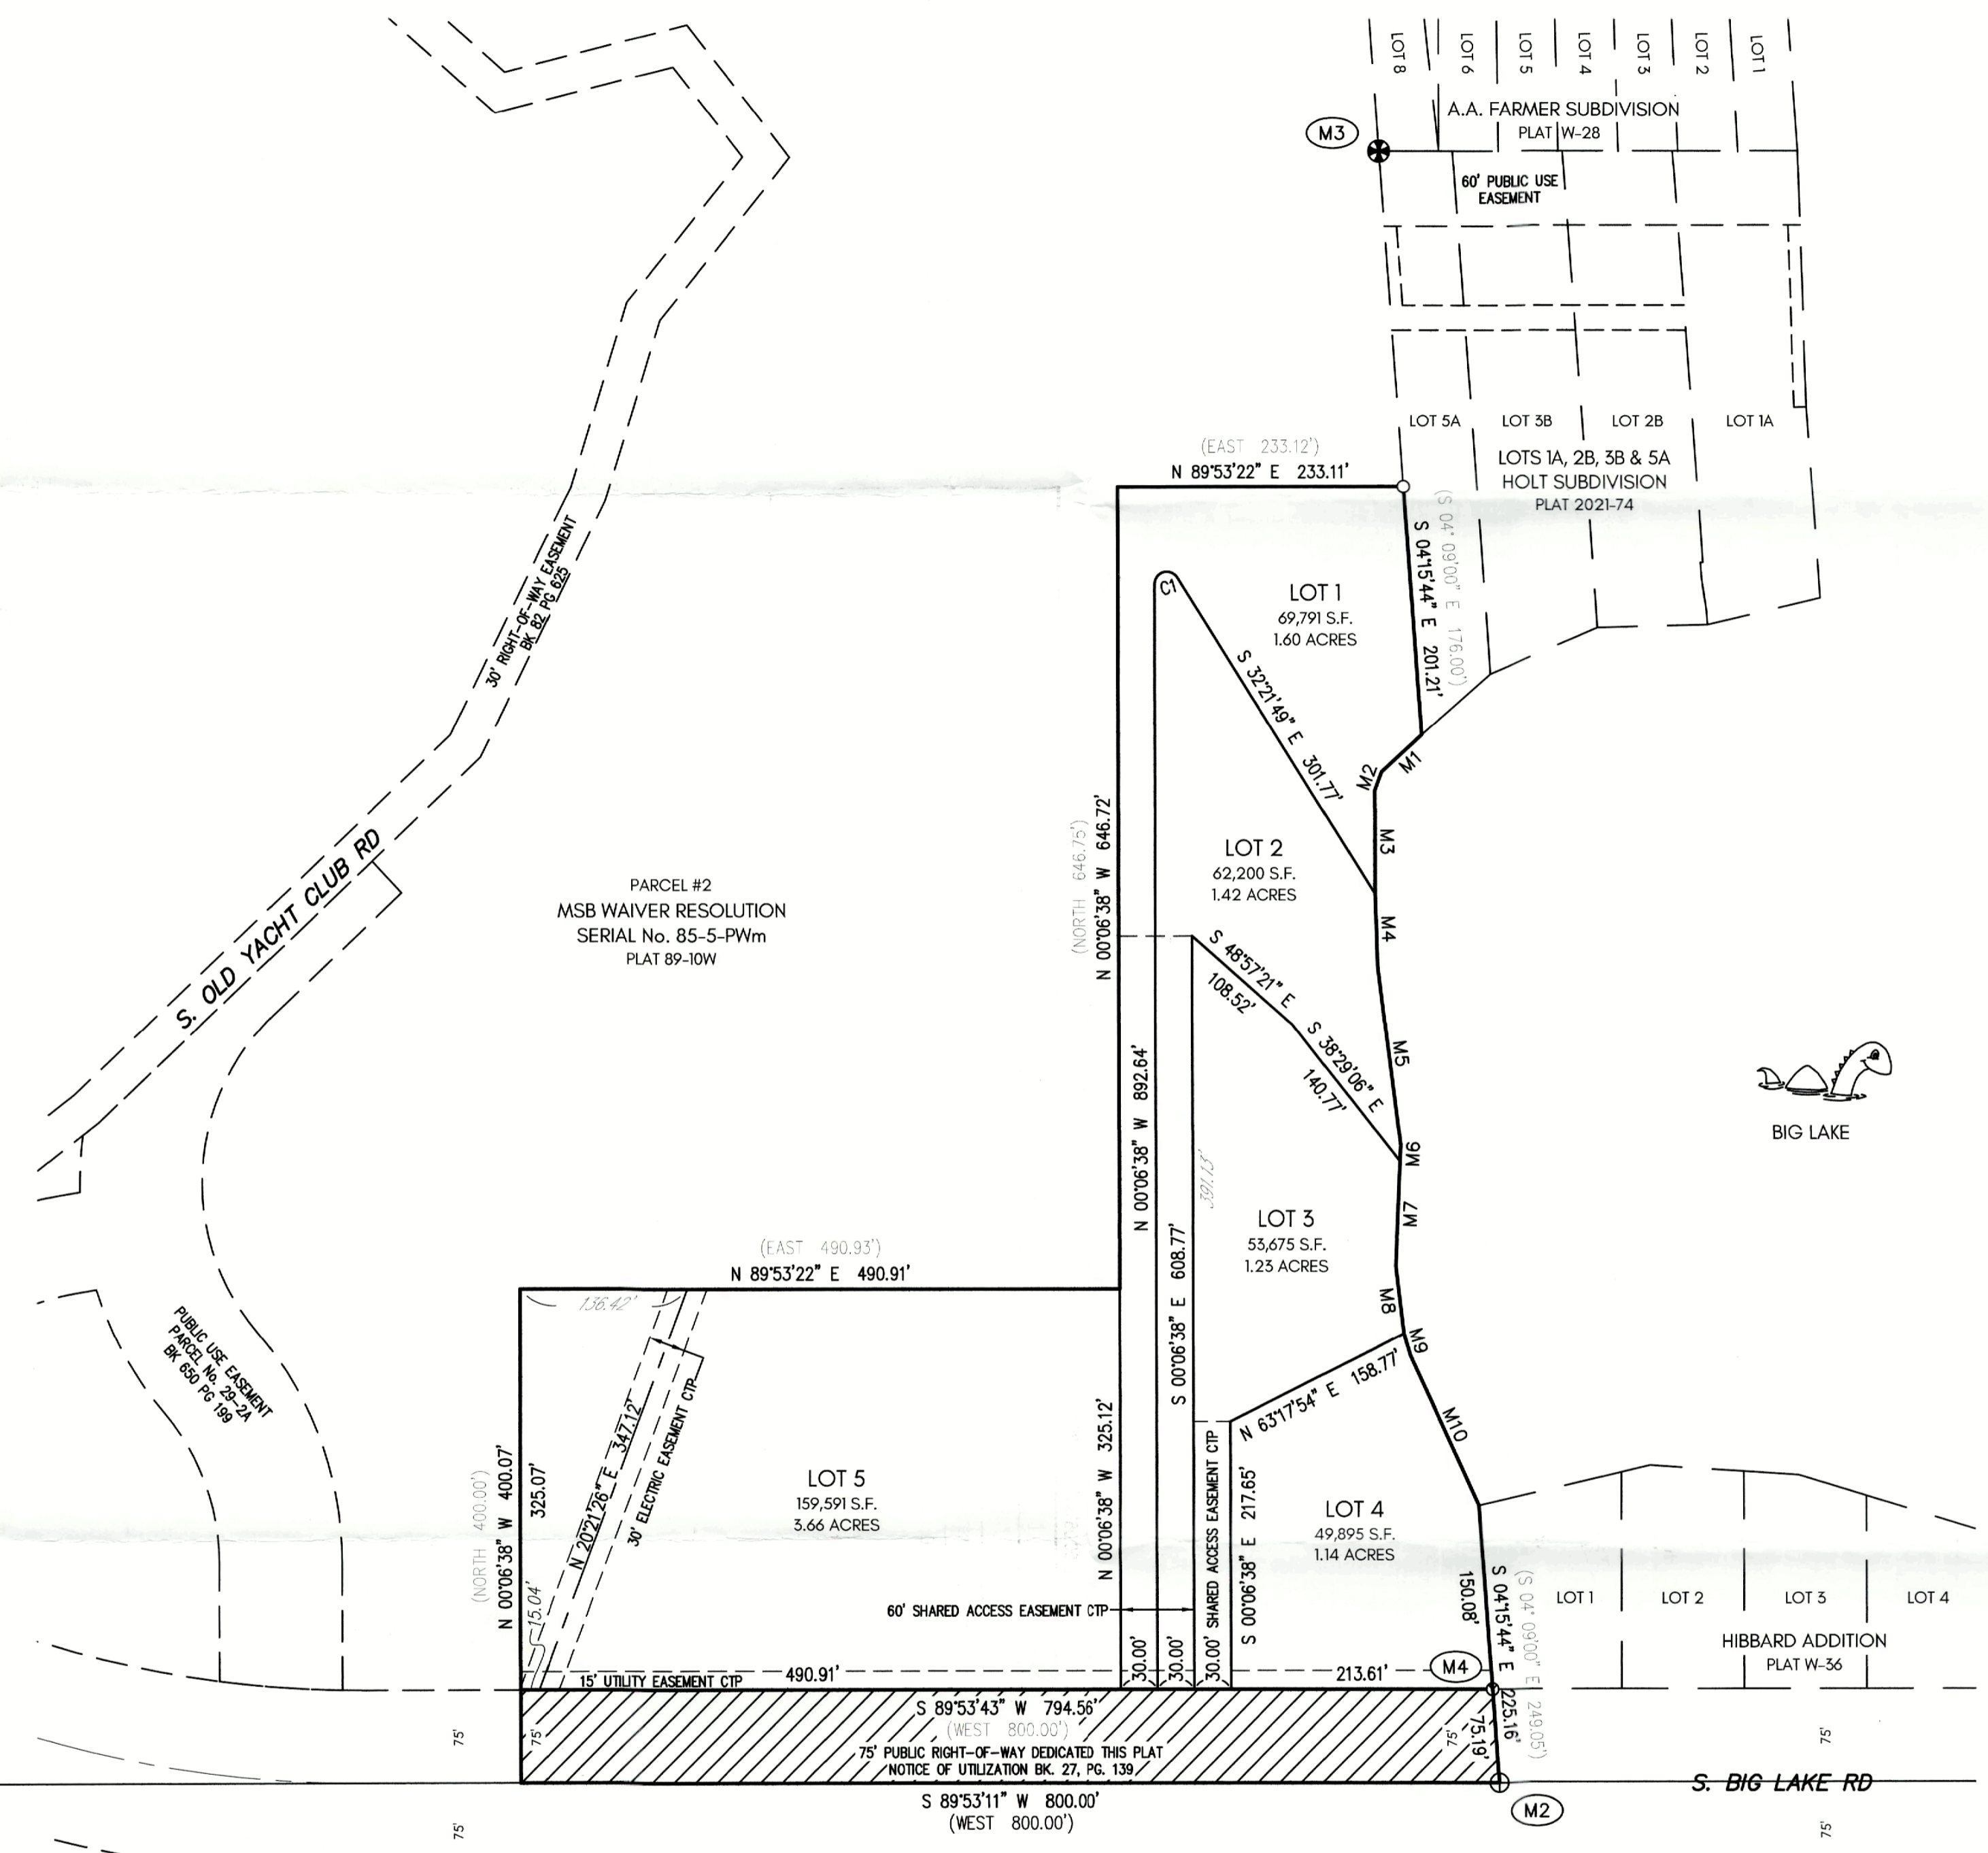 LOT 8
LOT 6
LOT 5
LOT 4
LOT 3
LOT 2
LOT 1
A.A. FARMER SUBDIVISION
PLAT W-28
M3
60' PUBLIC USE
EASEMENT
LOT 5A
LOT 3B
LOT 2B
LOT 1A
LOTS 1A, 2B, 3B & 5A
HOLT SUBDIVISION
PLAT 2021-74
(EAST 233.12')
N 89°53'22" E 233.11'
S 04°15'44" E 201.21'
(S 04° 09'00" E 176.00')
30' RIGHT-OF-WAY EASEMENT
BK 82 PG 625
C1
LOT 1
69,791 S.F.
1.60 ACRES
S 32°21'49" E 301.77'
M1
M2
M3
M4
M5
M6
M7
M8
M9
M10
LOT 2
62,200 S.F.
1.42 ACRES
(NORTH 646.75')
N 00°06'38" W 646.72'
S. OLD YACHT CLUB RD
PARCEL #2
MSB WAIVER RESOLUTION
SERIAL No. 85-5-PWm
PLAT 89-10W
S 48°57'21" E
108.52'
S 38°29'06" E
140.77'
N 00°06'38" W 892.64'
391.13'
S 00°06'38" E 608.77'
BIG LAKE
LOT 3
53,675 S.F.
1.23 ACRES
(EAST 490.93')
N 89°53'22" E 490.91'
136.42'
PUBLIC USE EASEMENT
PARCEL No. 29-2A
BK 650 PG 199
N 63°17'54" E 158.77'
(NORTH 400.00')
N 00°06'38" W 400.07'
325.07'
N 20°21'26" E 347.12'
30' ELECTRIC EASEMENT CTP
15.04'
LOT 5
159,591 S.F.
3.66 ACRES
N 00°06'38" W 325.12'
60' SHARED ACCESS EASEMENT CTP
30.00'
30.00'
30.00' SHARED ACCESS EASEMENT CTP
S 00°06'38" E 217.65'
LOT 4
49,895 S.F.
1.14 ACRES
150.08'
S 04°15'44" E 225.16'
(S 04° 09'00" E 249.05')
75.19'
LOT 1
LOT 2
LOT 3
LOT 4
HIBBARD ADDITION
PLAT W-36
M4
15' UTILITY EASEMENT CTP
490.91'
213.61'
S 89°53'43" W 794.56'
(WEST 800.00')
75' PUBLIC RIGHT-OF-WAY DEDICATED THIS PLAT
NOTICE OF UTILIZATION BK. 27, PG. 139
75'
75'
75'
75'
S. BIG LAKE RD
S 89°53'11" W 800.00'
(WEST 800.00')
M2
75'
75'